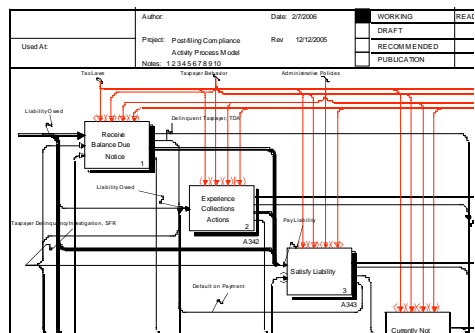 Author:
Date: 2/7/2006
WORKING
READ
DRAFT
Used At:
Project: Post-filing Compliance
Rev: 12/12/2005
RECOMMENDED
Activity Process Model
PUBLICATION
Notes: 1 2 3 4 5 6 7 8 9 10
Tax Laws
Taxpayer Behavior
Administrative Policies
Liability Owed
Delinquent Taxpayer, TDA
Receive
Balance Due
Notice
1
Liability Owed
Experience
Collections
Actions
2
Taxpayer Delinquency Investigation, SFR
Pay Liability
A342
Satisfy Liability
3
Default on Payment
A343
Currently Not